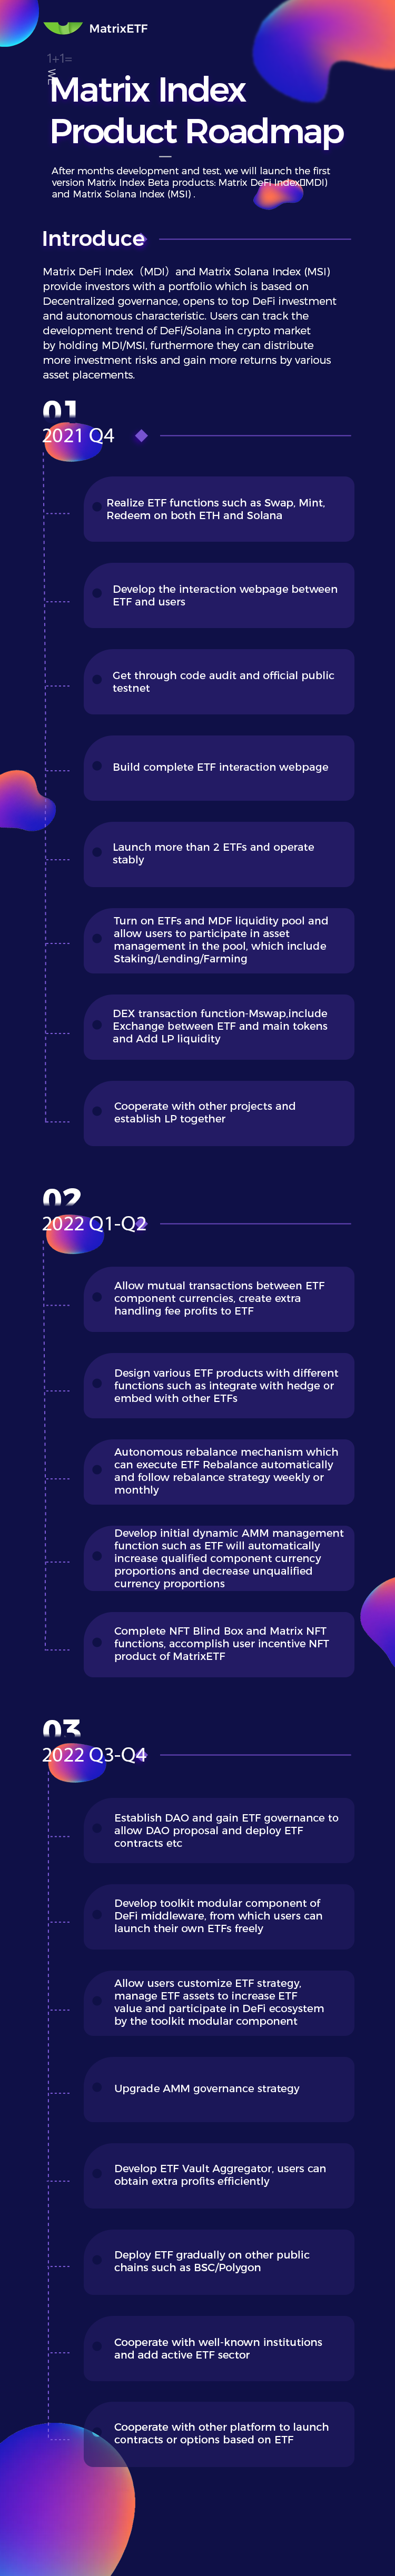 MatrixETF
1+1=
WE
Matrix Index
Product Roadmap
After months development and test, we will launch the first
version Matrix Index Beta products: Matrix DeFi Index▯MDI)
and Matrix Solana Index (MSI) .
Introduce
Matrix DeFi Index（MDI）and Matrix Solana Index (MSI)
provide investors with a portfolio which is based on
Decentralized governance, opens to top DeFi investment
and autonomous characteristic. Users can track the
development trend of DeFi/Solana in crypto market
by holding MDI/MSI, furthermore they can distribute
more investment risks and gain more returns by various
asset placements.
01
2021 Q4
Realize ETF functions such as Swap, Mint,
Redeem on both ETH and Solana
Develop the interaction webpage between
ETF and users
Get through code audit and official public
testnet
Build complete ETF interaction webpage
Launch more than 2 ETFs and operate
stably
Turn on ETFs and MDF liquidity pool and
allow users to participate in asset
management in the pool, which include
Staking/Lending/Farming
DEX transaction function-Mswap,include
Exchange between ETF and main tokens
and Add LP liquidity
Cooperate with other projects and
establish LP together
02
2022 Q1-Q2
Allow mutual transactions between ETF
component currencies, create extra
handling fee profits to ETF
Design various ETF products with different
functions such as integrate with hedge or
embed with other ETFs
Autonomous rebalance mechanism which
can execute ETF Rebalance automatically
and follow rebalance strategy weekly or
monthly
Develop initial dynamic AMM management
function such as ETF will automatically
increase qualified component currency
proportions and decrease unqualified
currency proportions
Complete NFT Blind Box and Matrix NFT
functions, accomplish user incentive NFT
product of MatrixETF
03
2022 Q3-Q4
Establish DAO and gain ETF governance to
allow DAO proposal and deploy ETF
contracts etc
Develop toolkit modular component of
DeFi middleware, from which users can
launch their own ETFs freely
Allow users customize ETF strategy,
manage ETF assets to increase ETF
value and participate in DeFi ecosystem
by the toolkit modular component
Upgrade AMM governance strategy
Develop ETF Vault Aggregator, users can
obtain extra profits efficiently
Deploy ETF gradually on other public
chains such as BSC/Polygon
Cooperate with well-known institutions
and add active ETF sector
Cooperate with other platform to launch
contracts or options based on ETF